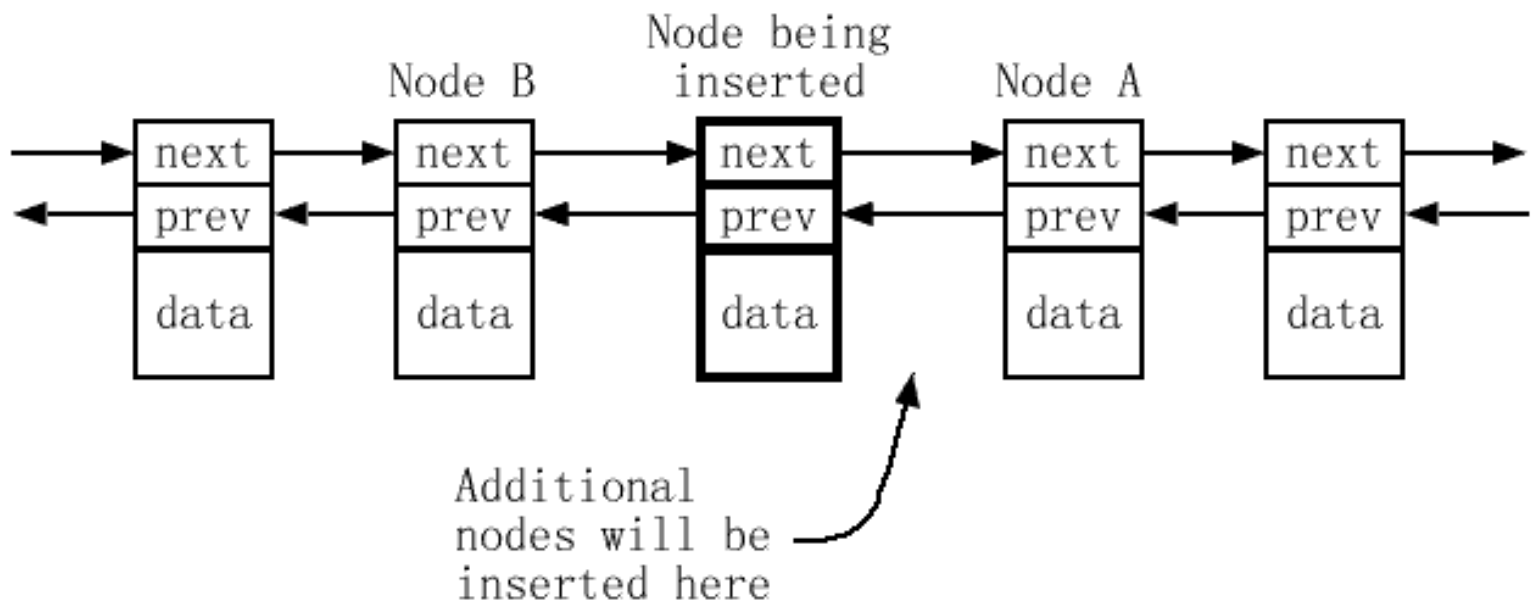 Node being
inserted
Node B
Node A
next
next
next
next
next
prev
prev
prev
prev
prev
data
data
data
data
data
Additional
nodes will be
inserted here